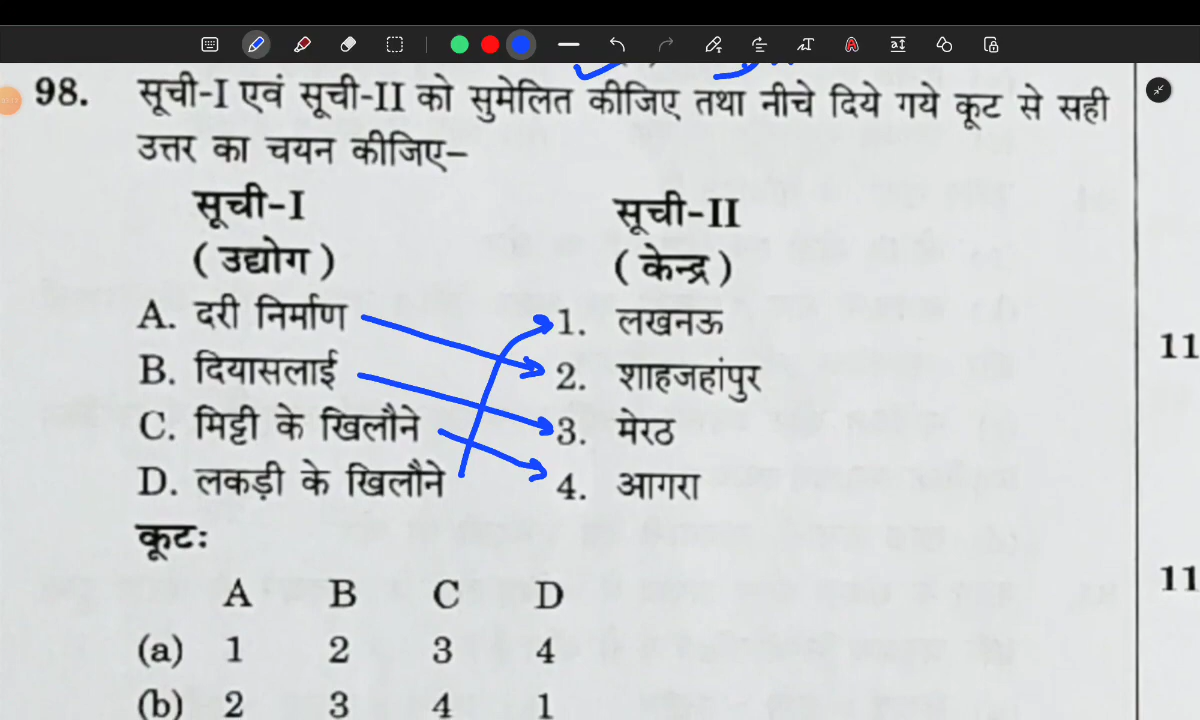 98. सूची-I एवं सूची-II को सुमेलित कीजिए तथा नीचे दिये गये कूट से सही
उत्तर का चयन कीजिए–
सूची-I सूची-II
( उद्योग ) ( केन्द्र )
A. दरी निर्माण 1. लखनऊ
B. दियासलाई 2. शाहजहांपुर
C. मिट्टी के खिलौने 3. मेरठ
D. लकड़ी के खिलौने 4. आगरा
कूटः
A B C D
(a) 1 2 3 4
(b) 2 3 4 1
11
11